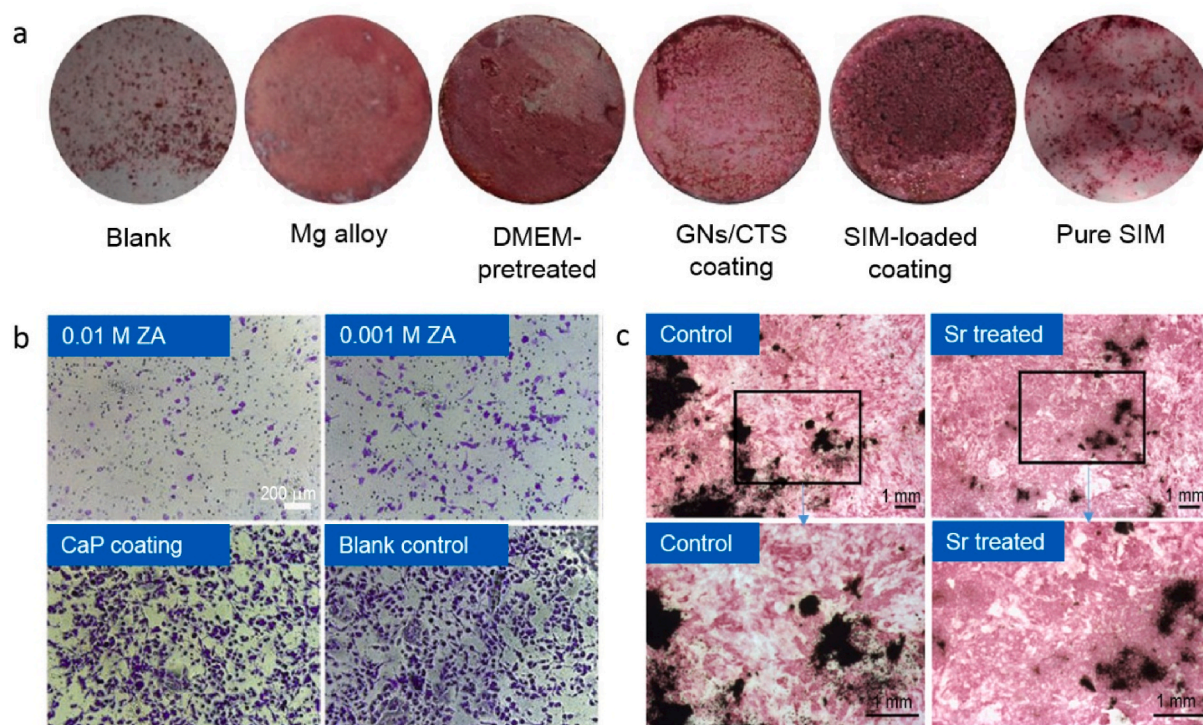 a
Blank
Mg alloy
DMEM-
pretreated
GNs/CTS
coating
SIM-loaded
coating
Pure SIM
b
0.01 M ZA
0.001 M ZA
200 µm
CaP coating
Blank control
c
Control
Sr treated
1 mm
1 mm
Control
Sr treated
1 mm
1 mm